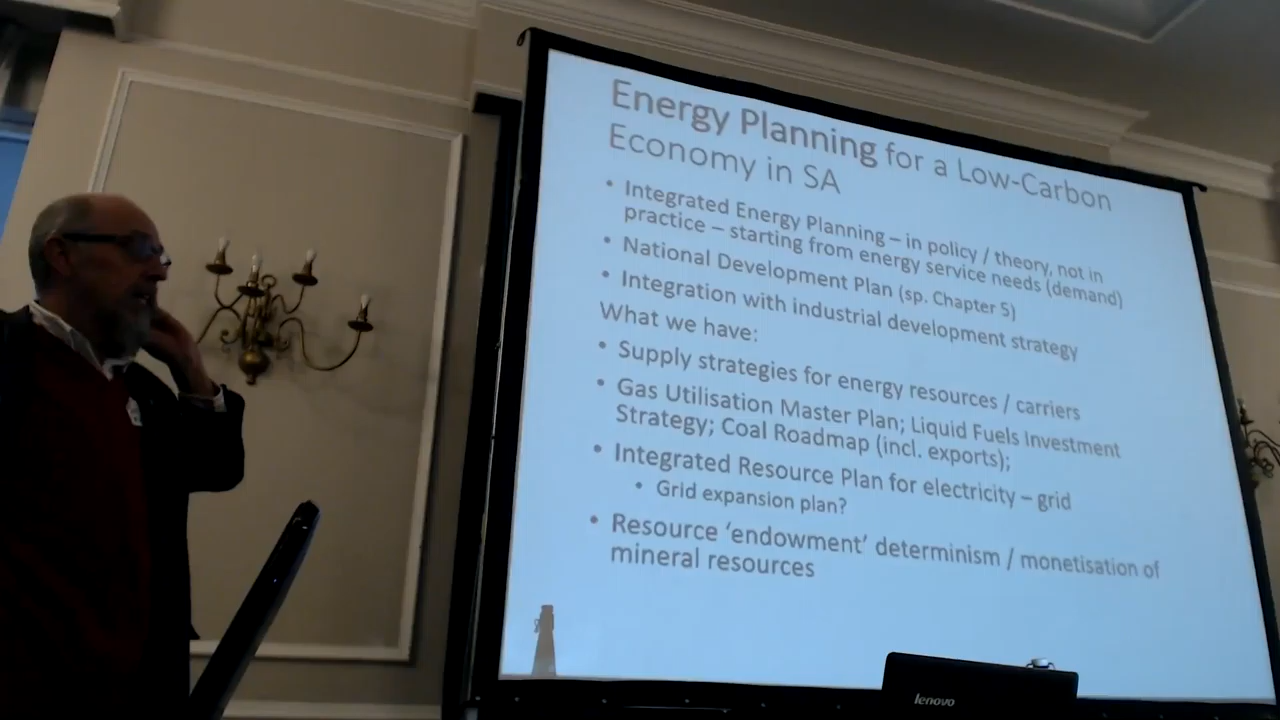 Energy Planning for a Low-Carbon
Economy in SA
• Integrated Energy Planning – in policy / theory, not in
practice – starting from energy service needs (demand)
• National Development Plan (sp. Chapter 5)
• Integration with industrial development strategy
What we have:
• Supply strategies for energy resources / carriers
• Gas Utilisation Master Plan; Liquid Fuels Investment
Strategy; Coal Roadmap (incl. exports);
• Integrated Resource Plan for electricity – grid
• Grid expansion plan?
• Resource ‘endowment’ determinism / monetisation of
mineral resources
lenovo